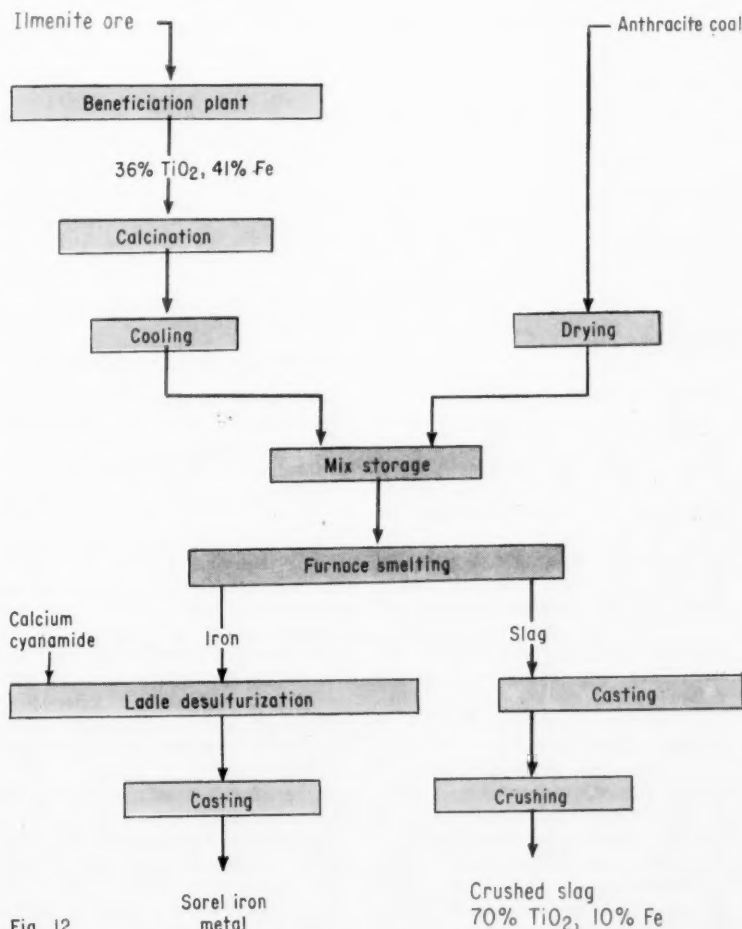 Ilmenite ore
Anthracite coal
Beneficiation plant
36% TiO₂, 41% Fe
Calcination
Cooling
Drying
Mix storage
Furnace smelting
Calcium
cyanamide
Iron
Slag
Ladle desulfurization
Casting
Casting
Crushing
Sorel iron
metal
Crushed slag
70% TiO₂, 10% Fe
Fig. 12